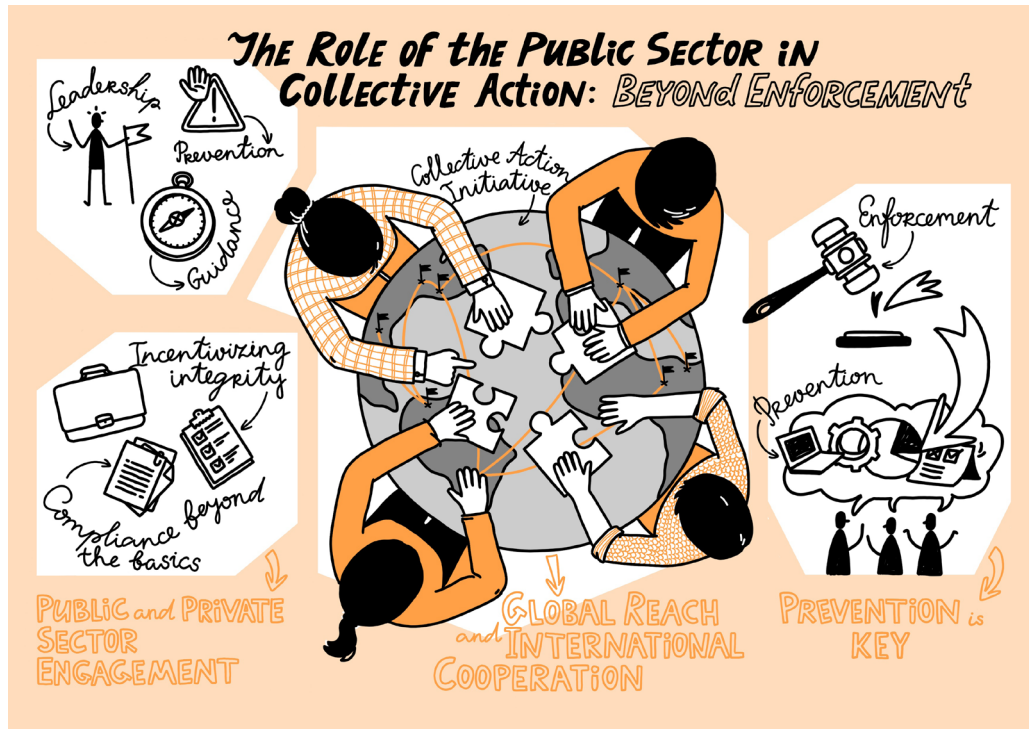 The Role of the Public Sector in
Collective Action: Beyond Enforcement
Leadership
Prevention
Guidance
Collective Action
Initiative
Enforcement
Prevention
Incentivizing
integrity
Compliance beyond
the basics
Public and Private
Sector
Engagement
Global Reach
and International
Cooperation
Prevention is
Key